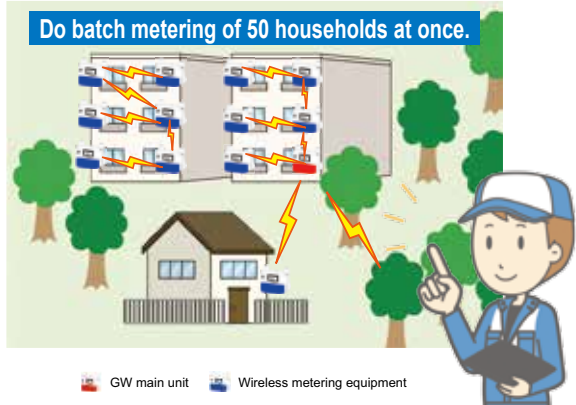 Do batch metering of 50 households at once.
GW main unit
Wireless metering equipment